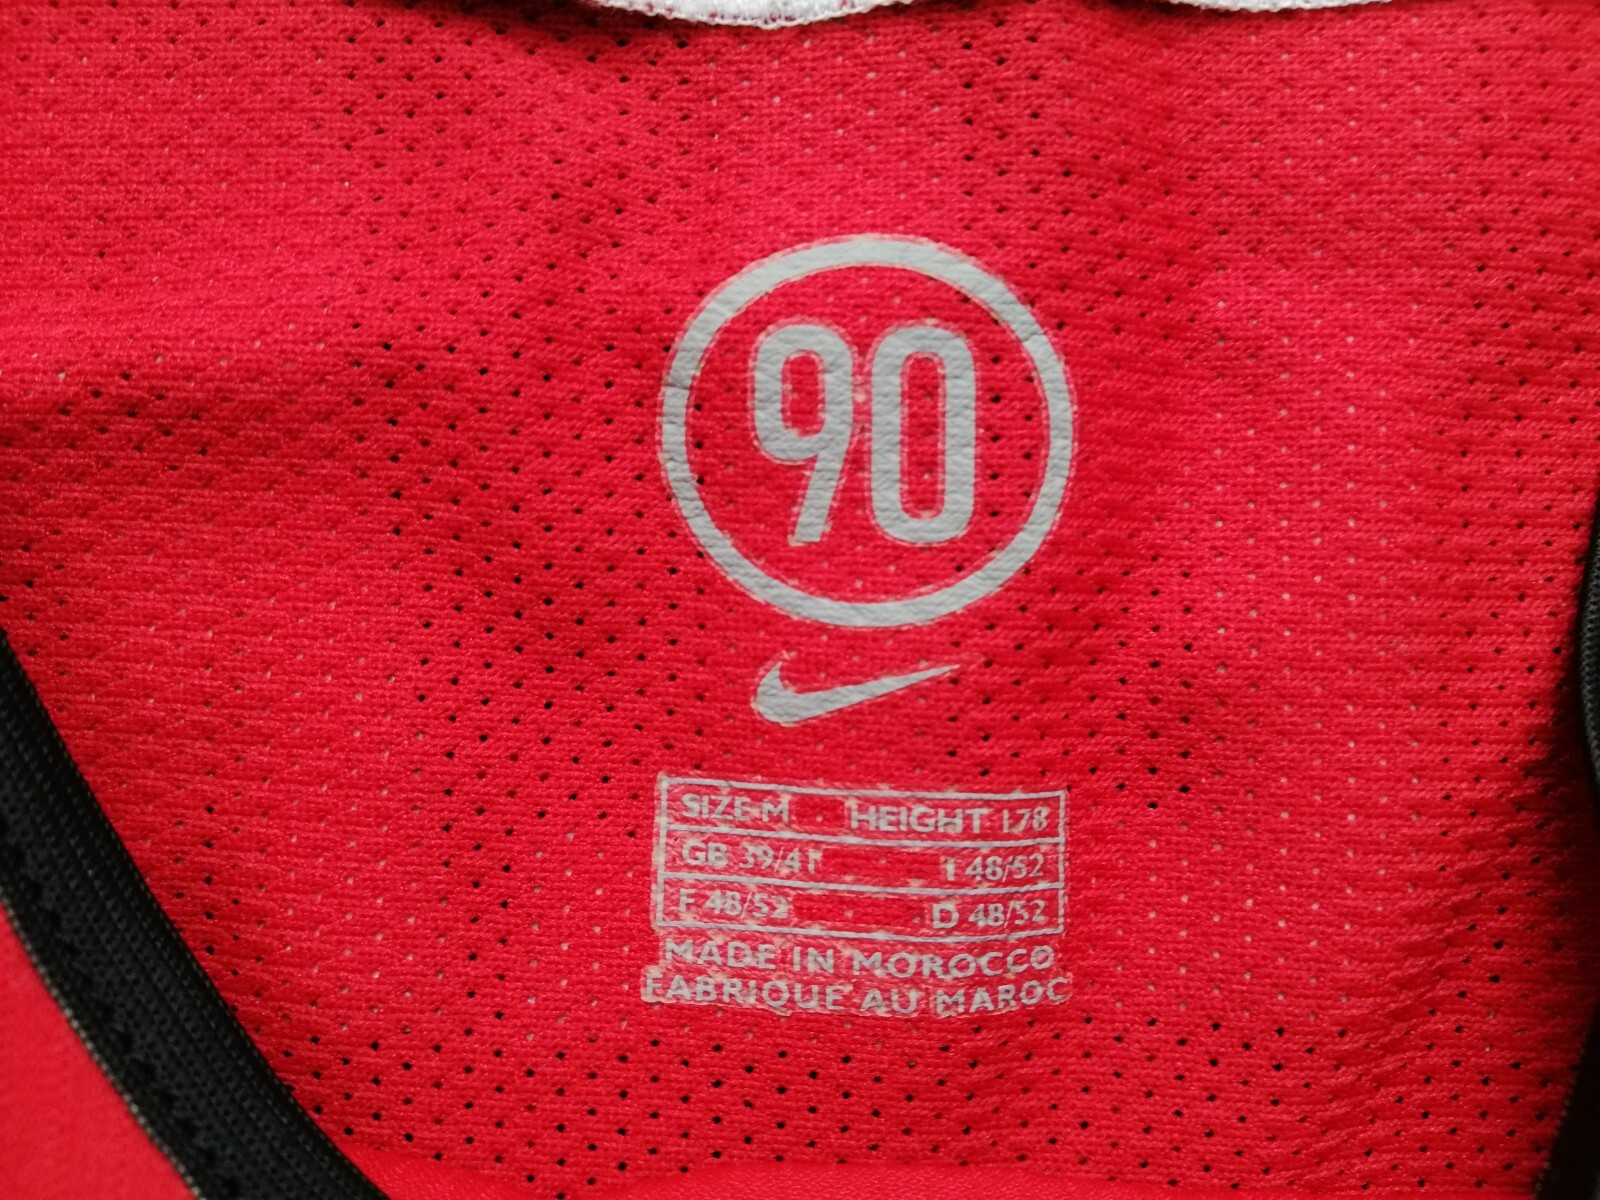 90
SIZE M HEIGHT 178
GB 39/41 I 48/52
F 48/52 D 48/52
MADE IN MOROCCO
FABRIQUE AU MAROC